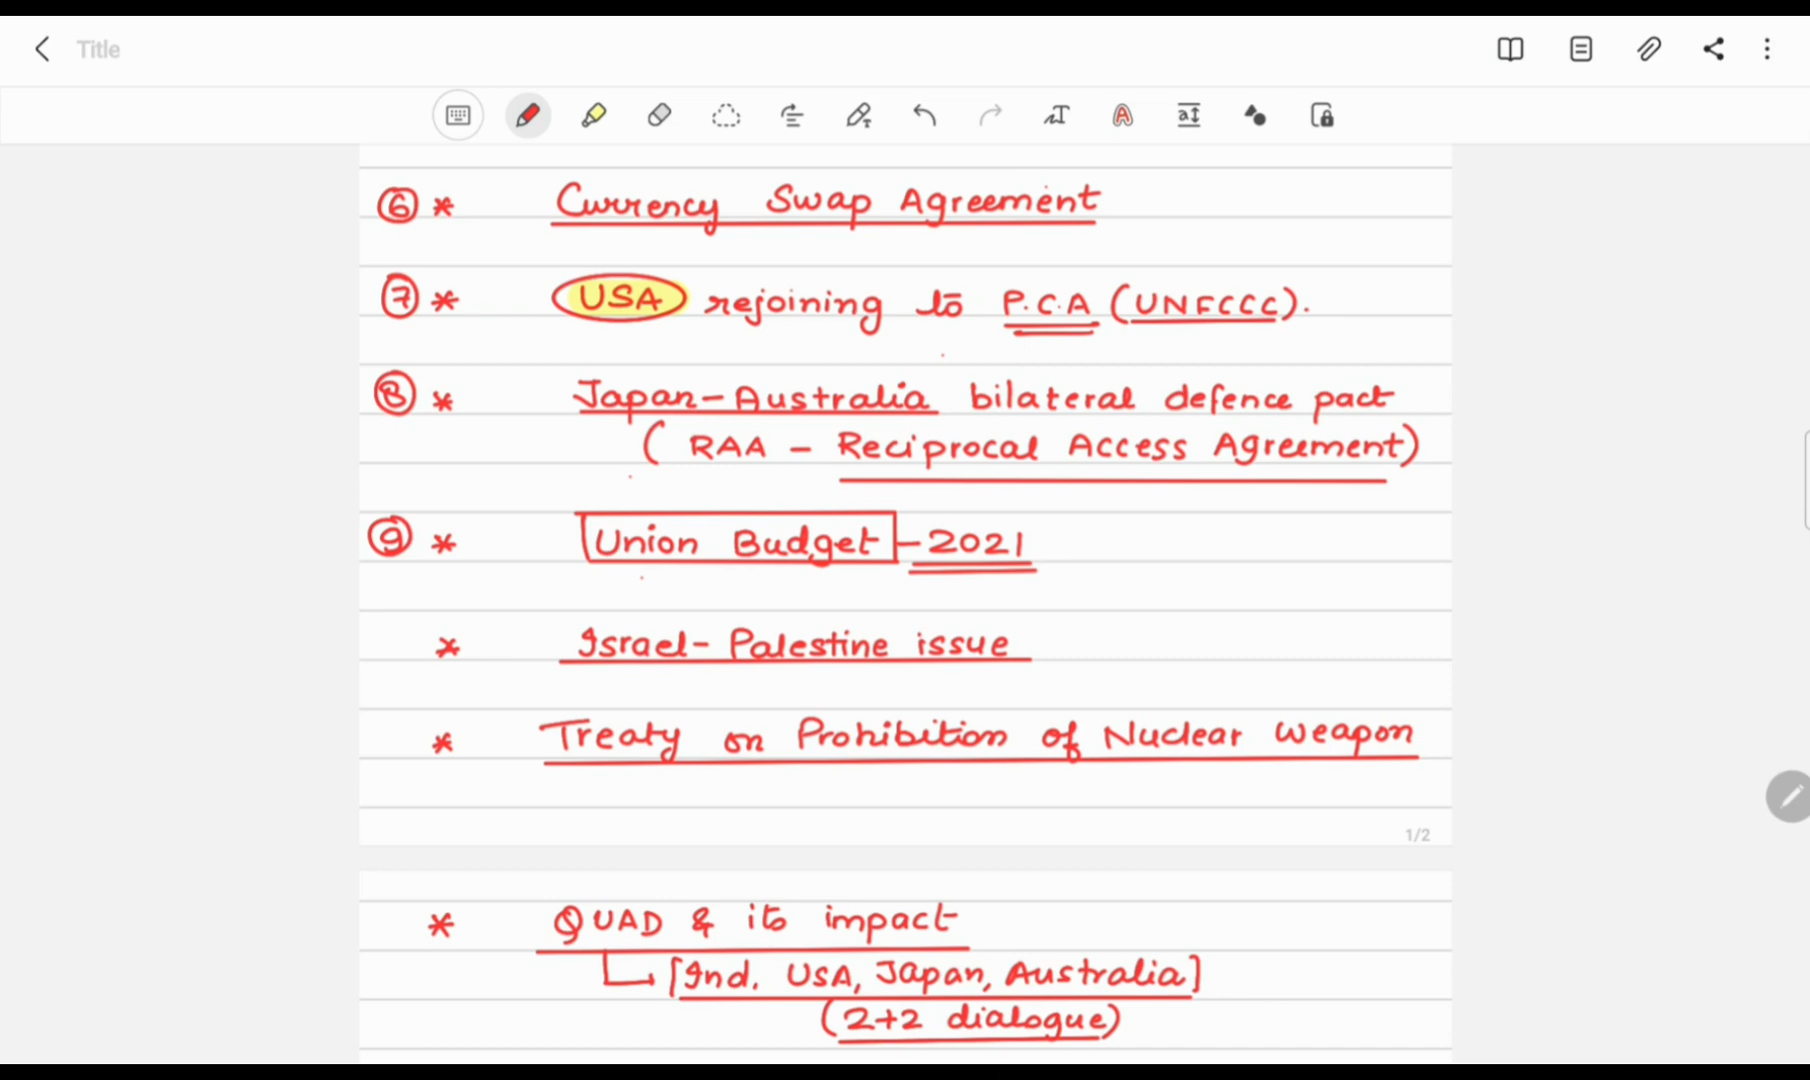 Title
6 * Currency Swap Agreement
7 * USA rejoining to P.C.A (UNFCCC).
8 * Japan-Australia bilateral defence pact
( RAA - Reciprocal Access Agreement)
9 * Union Budget - 2021
* Israel-Palestine issue
* Treaty on Prohibition of Nuclear weapon
1/2
* QUAD & its impact
[Ind. USA, Japan, Australia]
(2+2 dialogue)